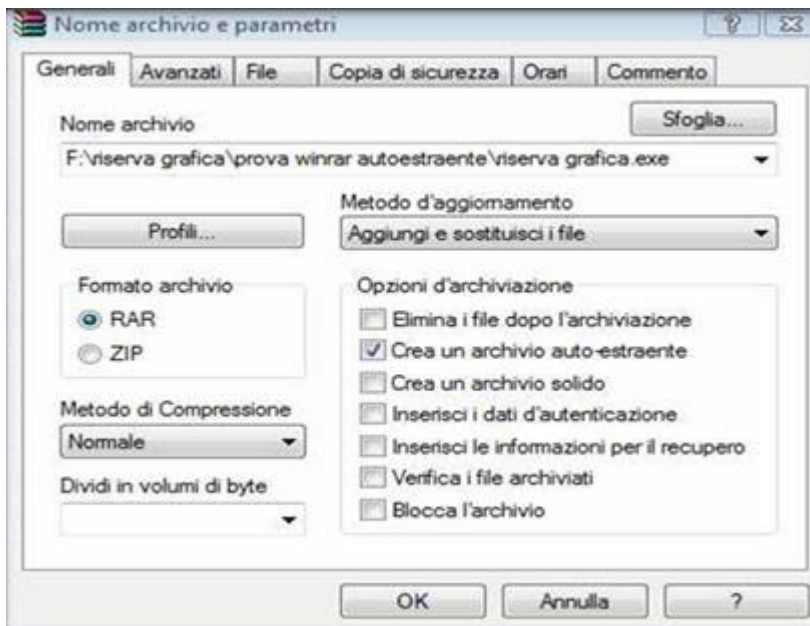 Nome archivio e parametri
Generali Avanzati File Copia di sicurezza Orari Commento
Nome archivio
Sfoglia...
F:\riserva grafica\prova winrar autoestraente\riserva grafica.exe
Profili...
Metodo d'aggiornamento
Aggiungi e sostituisci i file
Formato archivio
RAR
ZIP
Metodo di Compressione
Normale
Dividi in volumi di byte
Opzioni d'archiviazione
Elimina i file dopo l'archiviazione
Crea un archivio auto-estraente
Crea un archivio solido
Inserisci i dati d'autenticazione
Inserisci le informazioni per il recupero
Verifica i file archiviati
Blocca l'archivio
OK Annulla ?